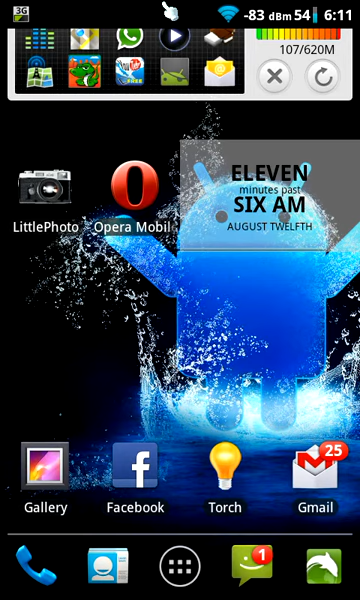 3G -83 dBm 54 6:11
107/620M
FREE
ELEVEN
minutes past
SIX AM
AUGUST TWELFTH
LittlePhoto Opera Mobil
25
Gallery Facebook Torch Gmail
1